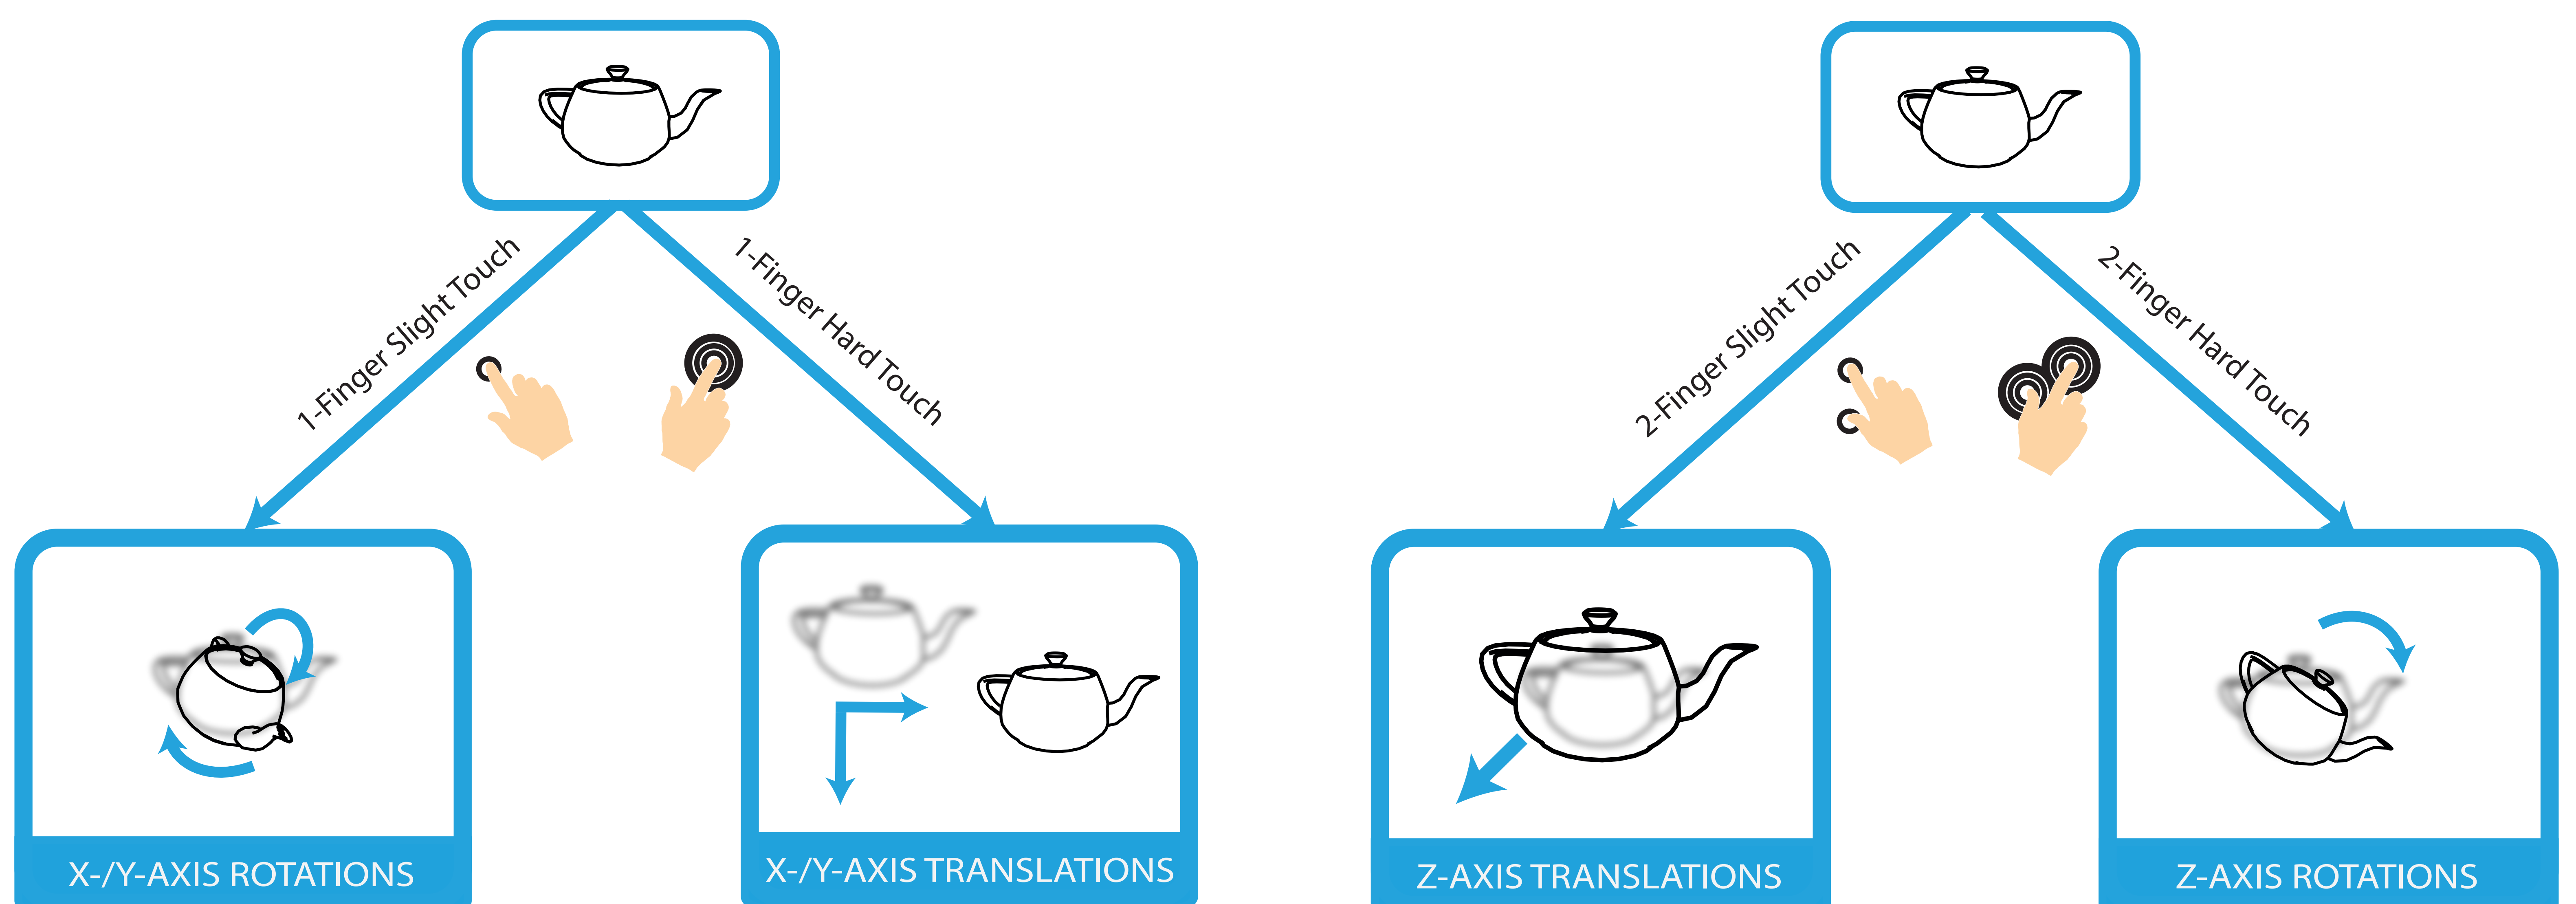 1-Finger Slight Touch
1-Finger Hard Touch
X-/Y-AXIS ROTATIONS
X-/Y-AXIS TRANSLATIONS
2-Finger Slight Touch
2-Finger Hard Touch
Z-AXIS TRANSLATIONS
Z-AXIS ROTATIONS